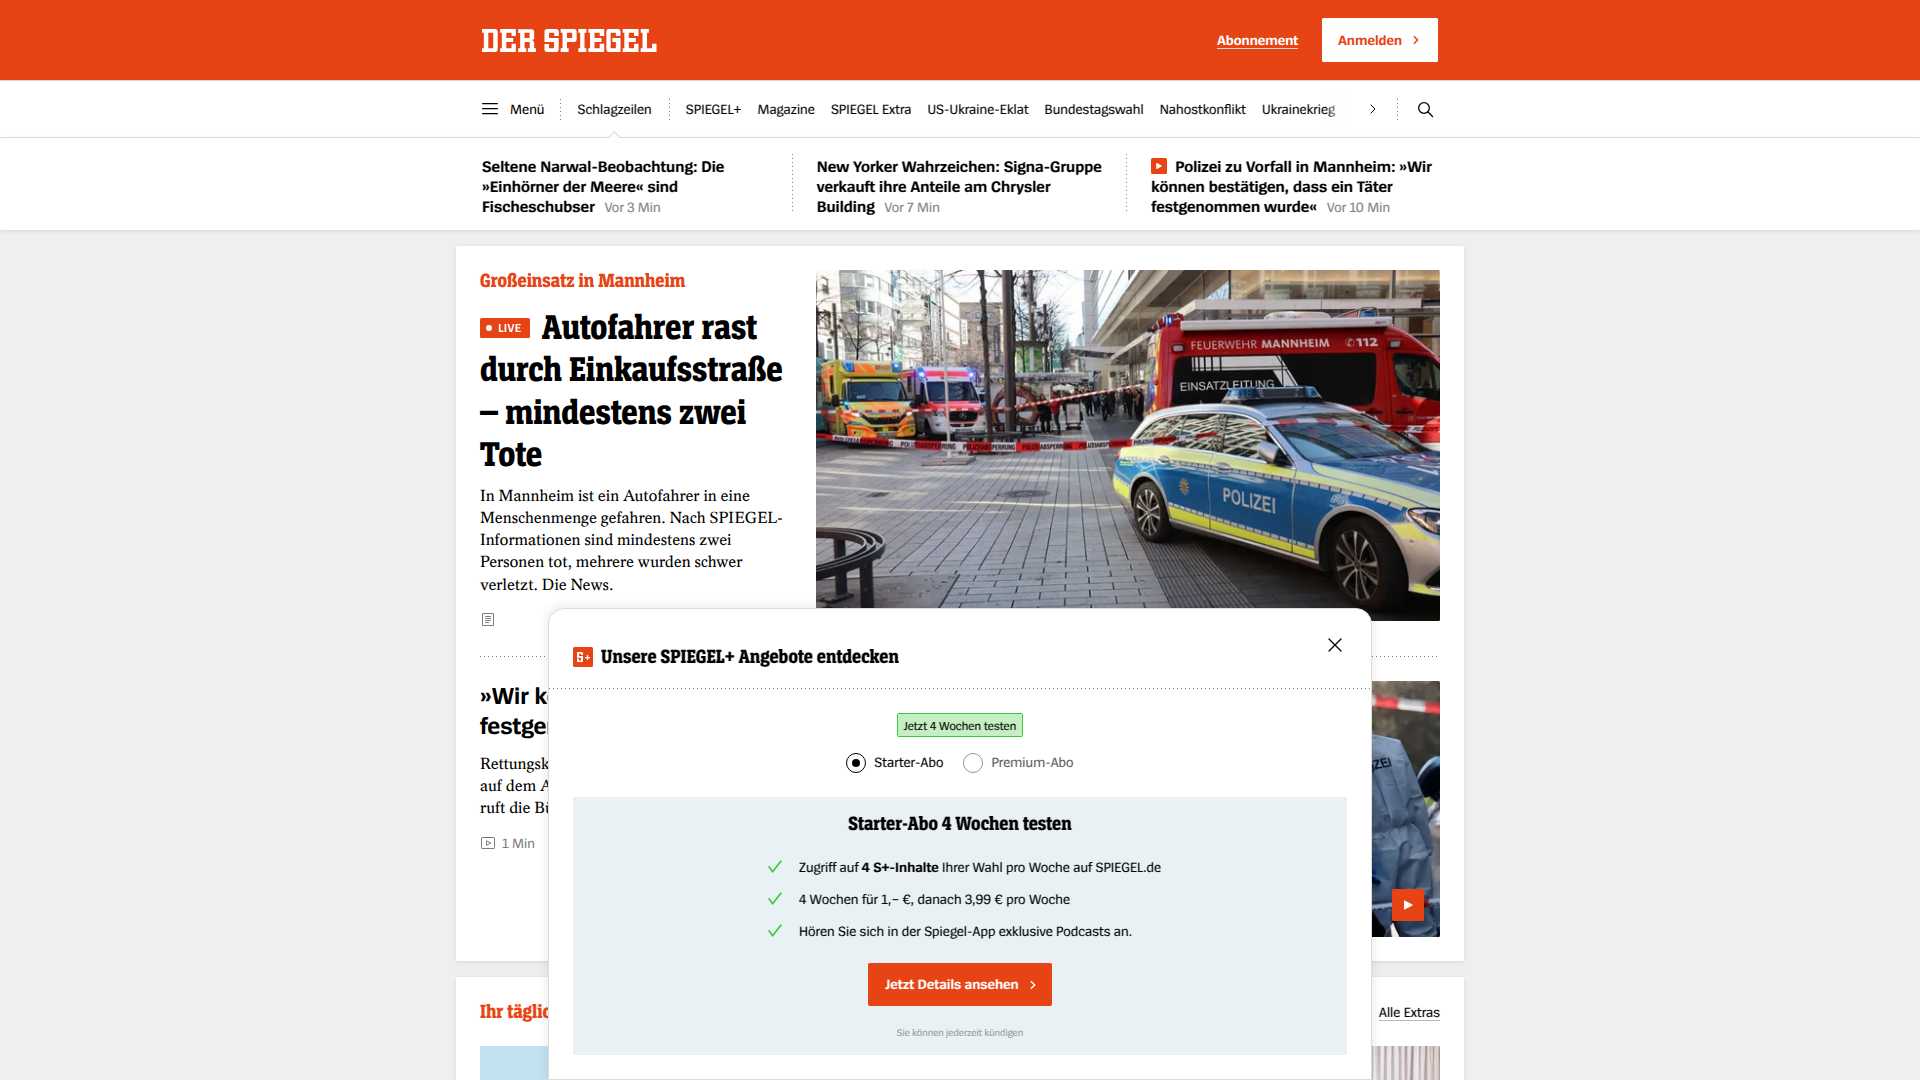 DER SPIEGEL
Abonnement
Anmelden
Menü
Schlagzeilen
SPIEGEL+
Magazine
SPIEGEL Extra
US-Ukraine-Eklat
Bundestagswahl
Nahostkonflikt
Ukrainekrieg
Seltene Narwal-Beobachtung: Die
»Einhörner der Meere« sind
Fischeschubser Vor 3 Min
New Yorker Wahrzeichen: Signa-Gruppe
verkauft ihre Anteile am Chrysler
Building Vor 7 Min
Polizei zu Vorfall in Mannheim: »Wir
können bestätigen, dass ein Täter
festgenommen wurde« Vor 10 Min
Großeinsatz in Mannheim
LIVE Autofahrer rast
durch Einkaufsstraße
– mindestens zwei
Tote
In Mannheim ist ein Autofahrer in eine
Menschenmenge gefahren. Nach SPIEGEL-
Informationen sind mindestens zwei
Personen tot, mehrere wurden schwer
verletzt. Die News.
FEUERWEHR MANNHEIM 112
EINSATZLEITUNG
POLIZEI
»Wir k
festge
Rettungsk
auf dem A
ruft die Bü
1 Min
ZEI
Unsere SPIEGEL+ Angebote entdecken
Jetzt 4 Wochen testen
Starter-Abo
Premium-Abo
Starter-Abo 4 Wochen testen
Zugriff auf 4 S+-Inhalte Ihrer Wahl pro Woche auf SPIEGEL.de
4 Wochen für 1,– €, danach 3,99 € pro Woche
Hören Sie sich in der Spiegel-App exklusive Podcasts an.
Jetzt Details ansehen
Sie können jederzeit kündigen
Ihr täglic
Alle Extras